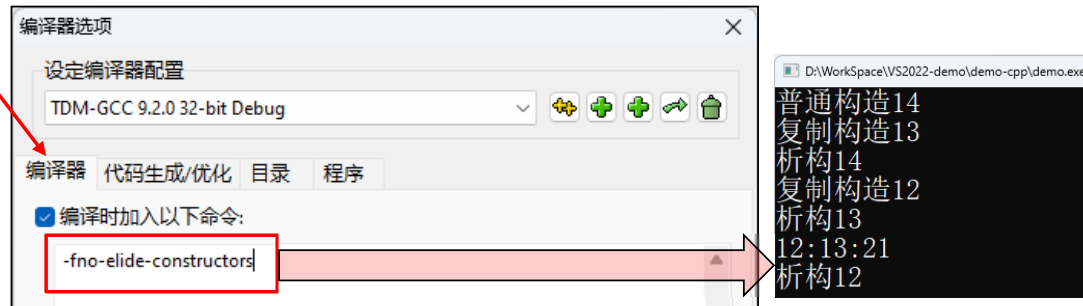 编译器选项
设定编译器配置
TDM-GCC 9.2.0 32-bit Debug
编译器 代码生成/优化 目录 程序
编译时加入以下命令:
-fno-elide-constructors
D:\WorkSpace\VS2022-demo\demo-cpp\demo.exe
普通构造14
复制构造13
析构14
复制构造12
析构13
12:13:21
析构12